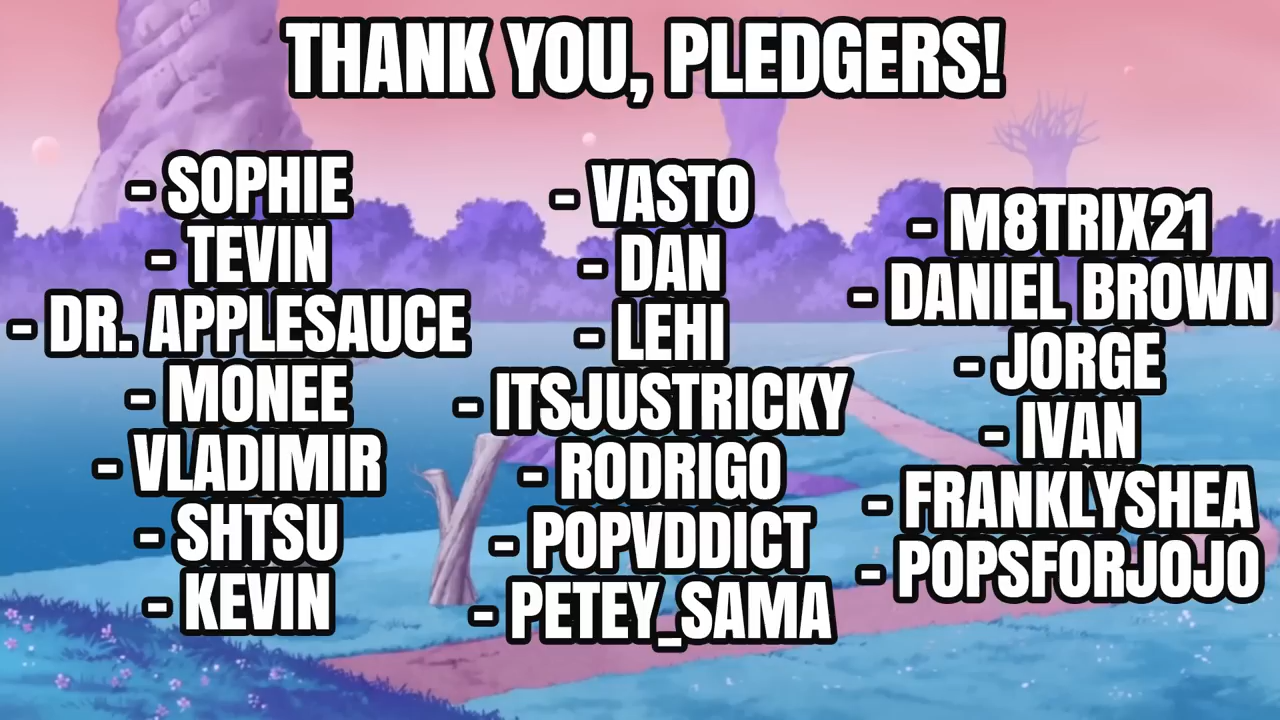 THANK YOU, PLEDGERS!
- SOPHIE
- TEVIN
- DR. APPLESAUCE
- MONEE
- VLADIMIR
- SHTSU
- KEVIN
- VASTO
- DAN
- LEHI
- ITSJUSTRICKY
- RODRIGO
- POPVDDICT
- PETEY_SAMA
- M8TRIX21
- DANIEL BROWN
- JORGE
- IVAN
- FRANKLYSHEA
- POPSFORJOJO